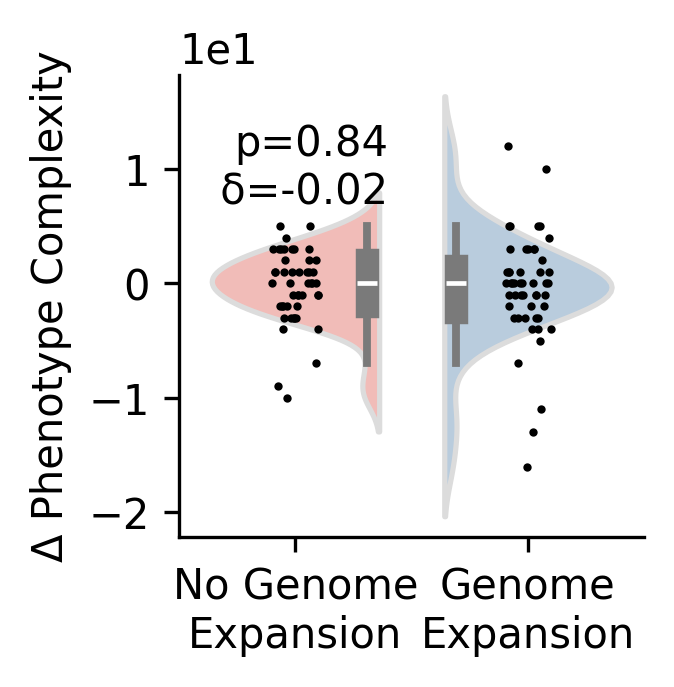 1e1
Δ Phenotype Complexity
p=0.84
δ=-0.02
1
0
−1
−2
No Genome
Expansion
Genome
Expansion